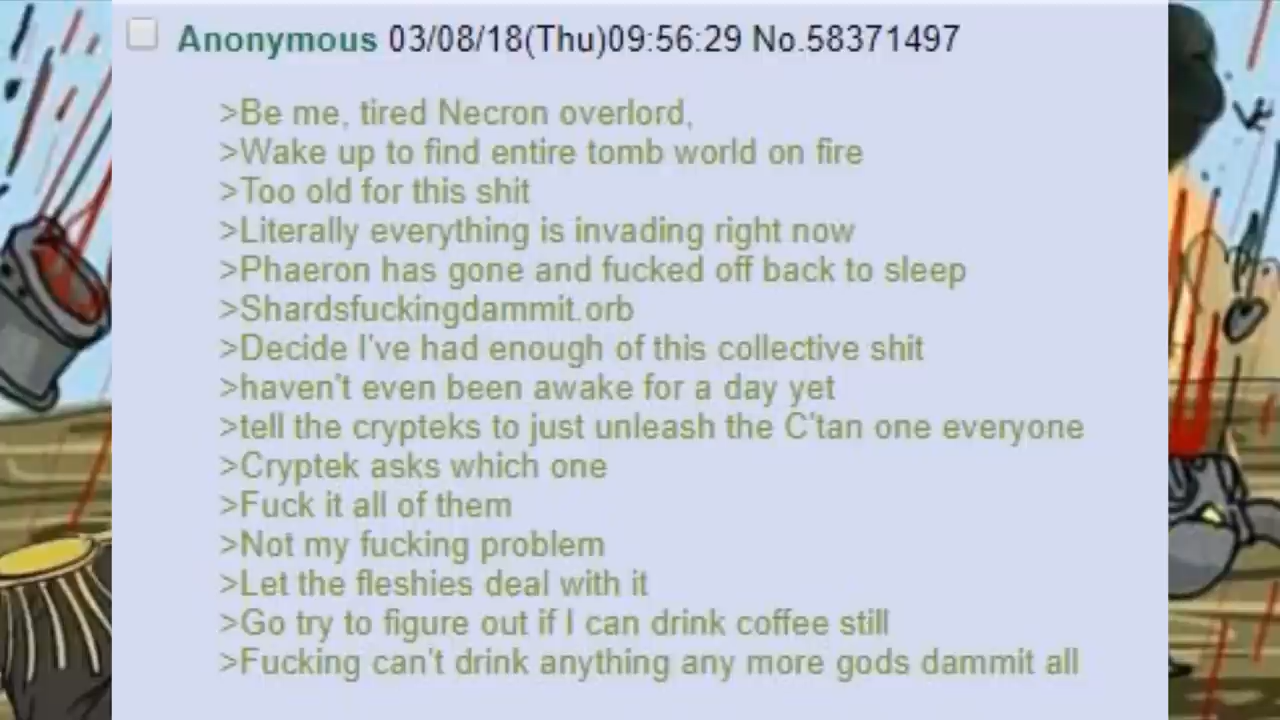 Anonymous 03/08/18(Thu)09:56:29 No.58371497
>Be me, tired Necron overlord,
>Wake up to find entire tomb world on fire
>Too old for this shit
>Literally everything is invading right now
>Phaeron has gone and fucked off back to sleep
>Shardsfuckingdammit.orb
>Decide I've had enough of this collective shit
>haven't even been awake for a day yet
>tell the crypteks to just unleash the C'tan one everyone
>Cryptek asks which one
>Fuck it all of them
>Not my fucking problem
>Let the fleshies deal with it
>Go try to figure out if I can drink coffee still
>Fucking can't drink anything any more gods dammit all